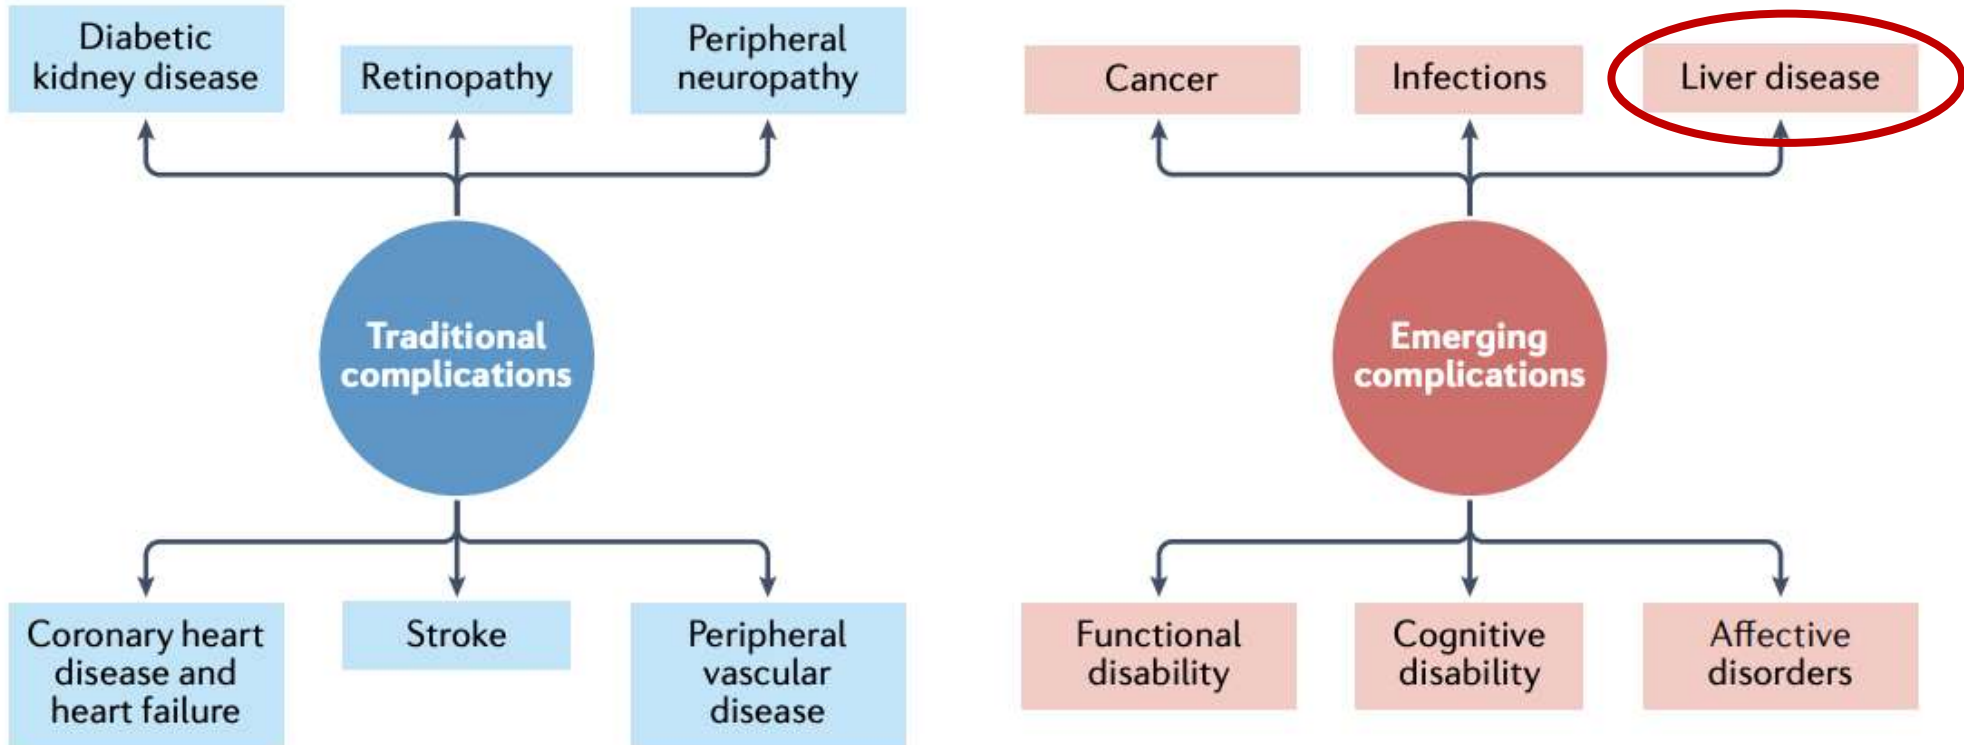 Diabetic
kidney disease
Retinopathy
Peripheral
neuropathy
Traditional
complications
Coronary heart
disease and
heart failure
Stroke
Peripheral
vascular
disease
Cancer
Infections
Liver disease
Emerging
complications
Functional
disability
Cognitive
disability
Affective
disorders